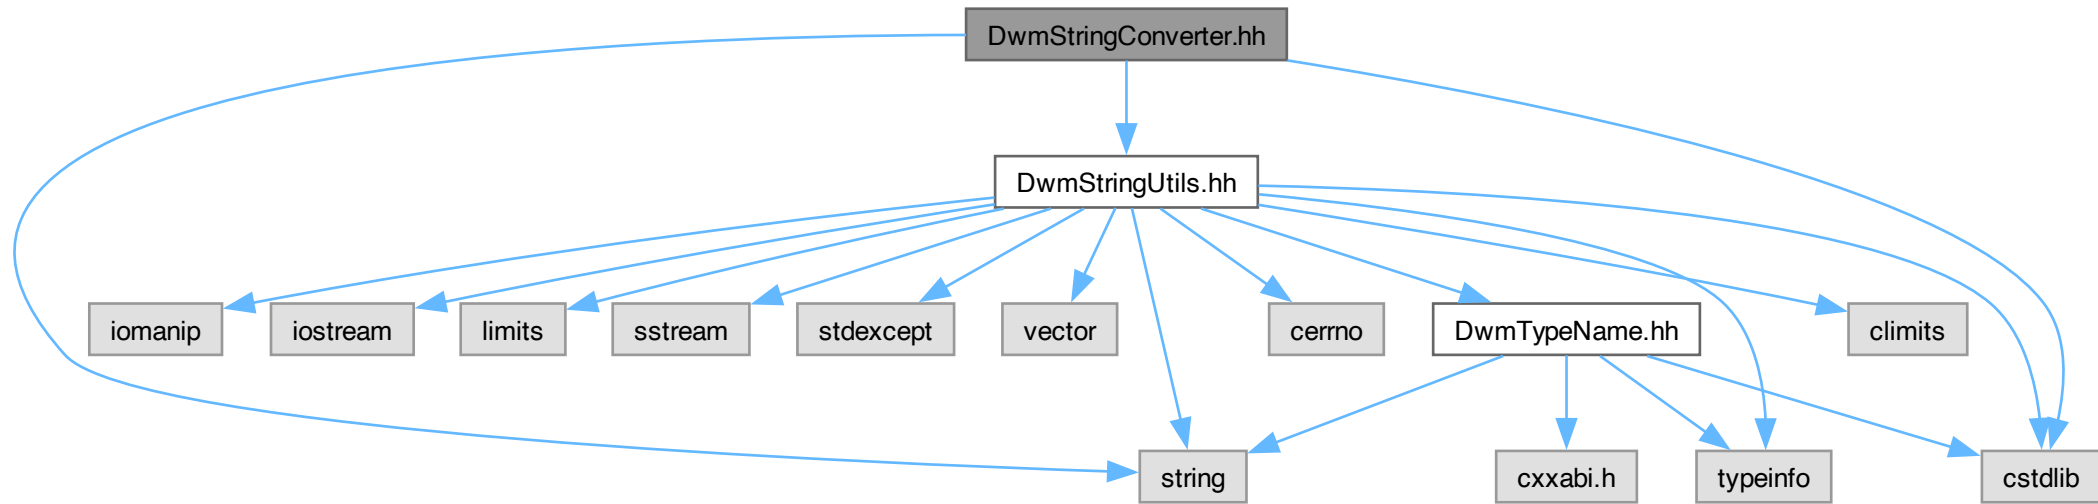 DwmStringConverter.hh
DwmStringUtils.hh
iomanip
iostream
limits
sstream
stdexcept
vector
cerrno
DwmTypeName.hh
climits
string
cxxabi.h
typeinfo
cstdlib